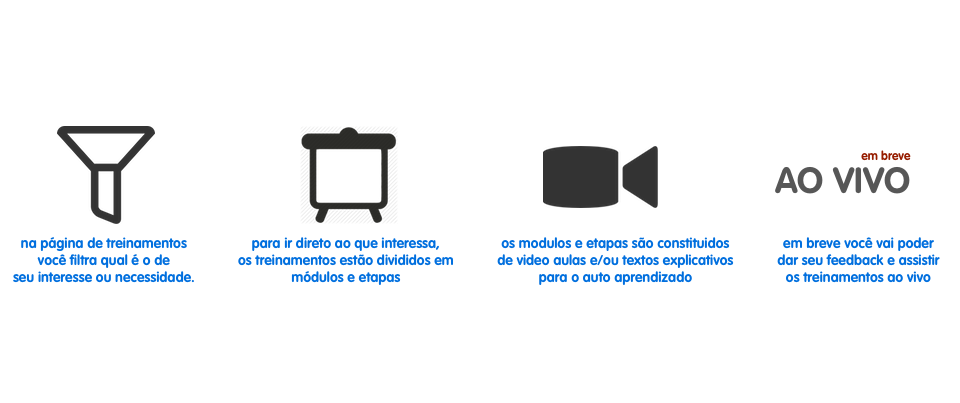 na página de treinamentos
você filtra qual é o de
seu interesse ou necessidade.
para ir direto ao que interessa,
os treinamentos estão divididos em
módulos e etapas
os modulos e etapas são constituidos
de video aulas e/ou textos explicativos
para o auto aprendizado
em breve
AO VIVO
em breve você vai poder
dar seu feedback e assistir
os treinamentos ao vivo